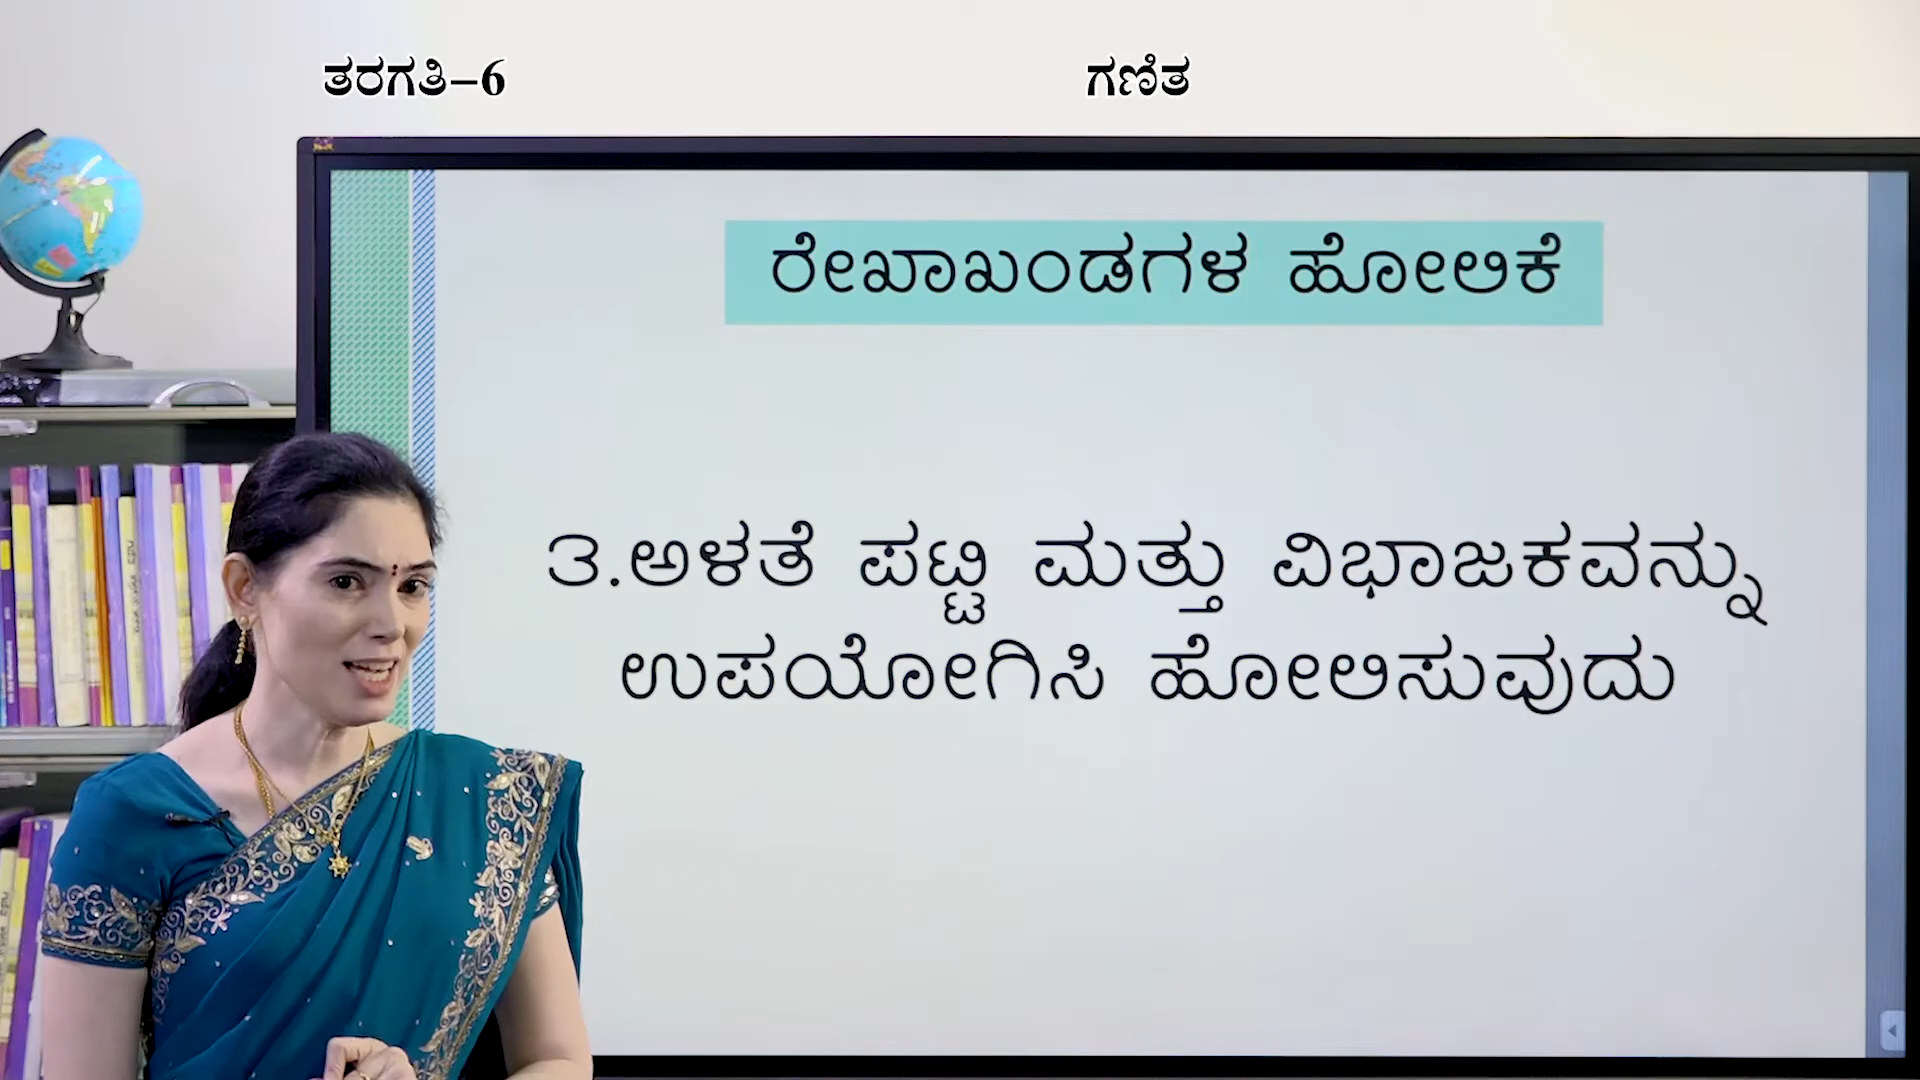 ತರಗತಿ–6
ಗಣಿತ
ರೇಖಾಖಂಡಗಳ ಹೋಲಿಕೆ
೩.ಅಳತೆ ಪಟ್ಟಿ ಮತ್ತು ವಿಭಾಜಕವನ್ನು
ಉಪಯೋಗಿಸಿ ಹೋಲಿಸುವುದು